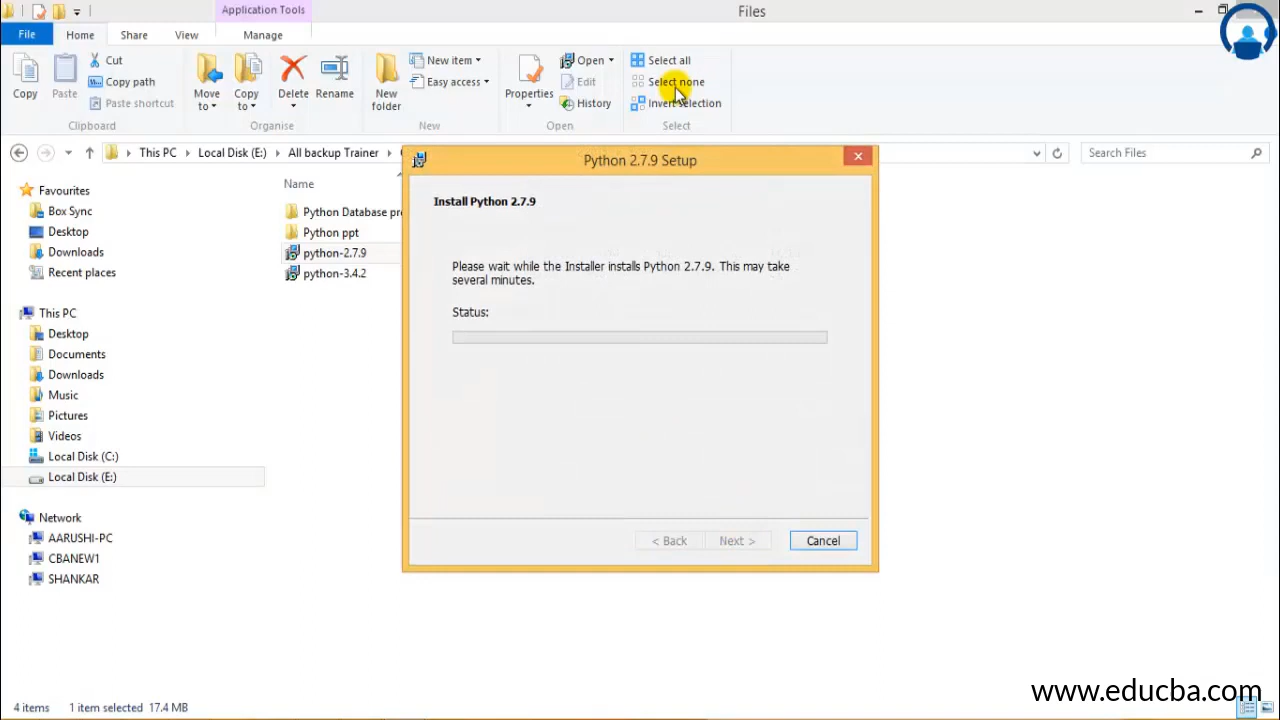 Application Tools
Files
File Home Share View Manage
Copy
Paste
Cut
Copy path
Paste shortcut
Clipboard
Move to
Copy to
Delete
Rename
Organise
New folder
New item
Easy access
New
Properties
Open
Edit
History
Open
Select all
Select none
Invert selection
Select
This PC Local Disk (E:) All backup Trainer
Search Files
Favourites
Box Sync
Desktop
Downloads
Recent places
This PC
Desktop
Documents
Downloads
Music
Pictures
Videos
Local Disk (C:)
Local Disk (E:)
Network
AARUSHI-PC
CBANEW1
SHANKAR
Name
Python Database pr
Python ppt
python-2.7.9
python-3.4.2
Python 2.7.9 Setup
Install Python 2.7.9
Please wait while the Installer installs Python 2.7.9. This may take
several minutes.
Status:
< Back Next > Cancel
4 items 1 item selected 17.4 MB
www.educba.com